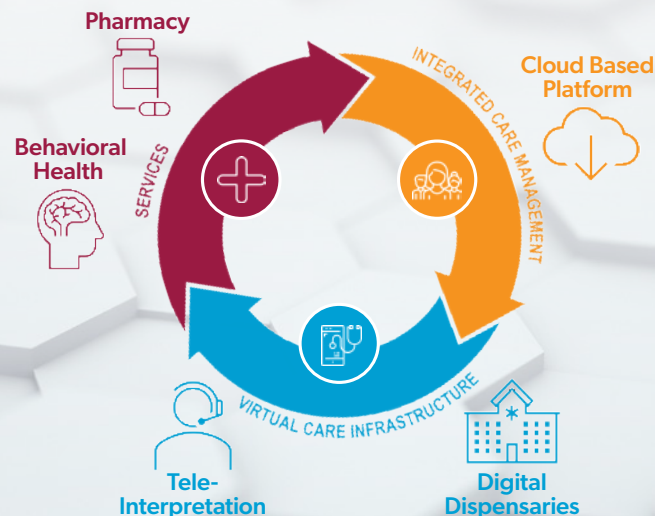 Pharmacy
Behavioral
Health
SERVICES
INTEGRATED CARE MANAGEMENT
Cloud Based
Platform
VIRTUAL CARE INFRASTRUCTURE
Tele-
Interpretation
Digital
Dispensaries